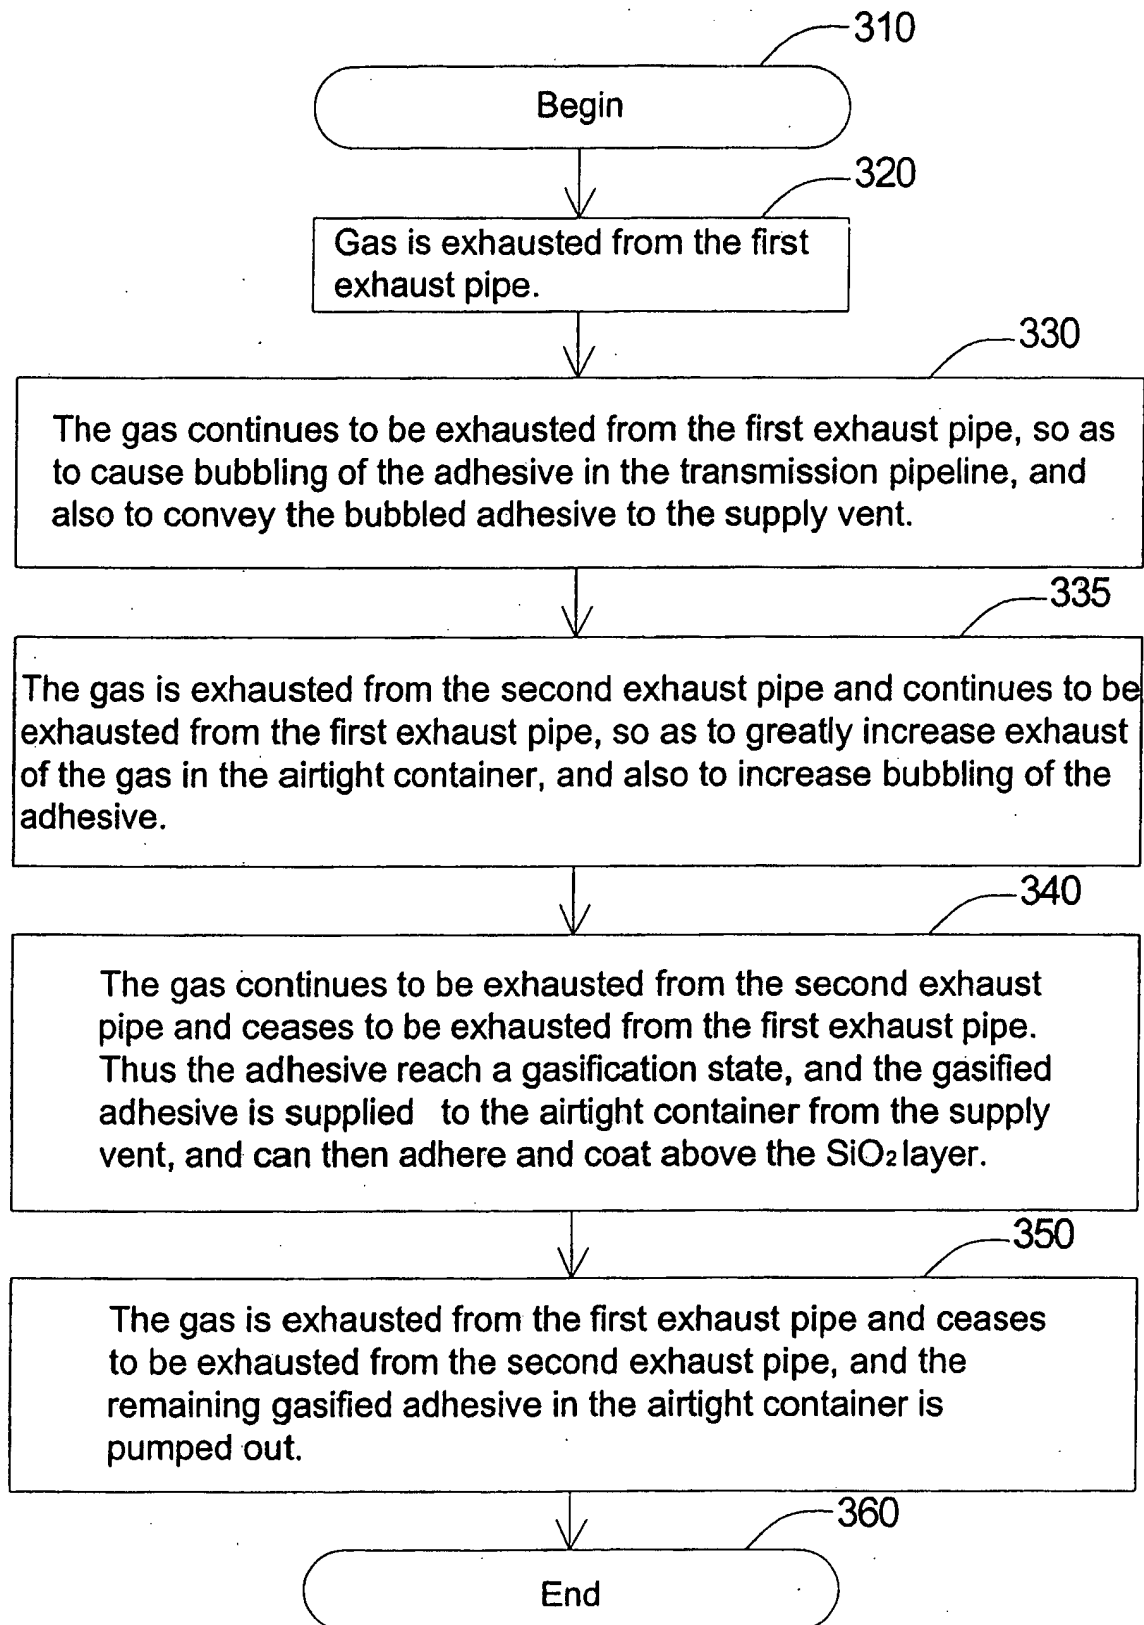 310
Begin
320
Gas is exhausted from the first
exhaust pipe.
330
The gas continues to be exhausted from the first exhaust pipe, so as
to cause bubbling of the adhesive in the transmission pipeline, and
also to convey the bubbled adhesive to the supply vent.
335
The gas is exhausted from the second exhaust pipe and continues to be
exhausted from the first exhaust pipe, so as to greatly increase exhaust
of the gas in the airtight container, and also to increase bubbling of the
adhesive.
340
The gas continues to be exhausted from the second exhaust
pipe and ceases to be exhausted from the first exhaust pipe.
Thus the adhesive reach a gasification state, and the gasified
adhesive is supplied to the airtight container from the supply
vent, and can then adhere and coat above the SiO₂ layer.
350
The gas is exhausted from the first exhaust pipe and ceases
to be exhausted from the second exhaust pipe, and the
remaining gasified adhesive in the airtight container is
pumped out.
360
End